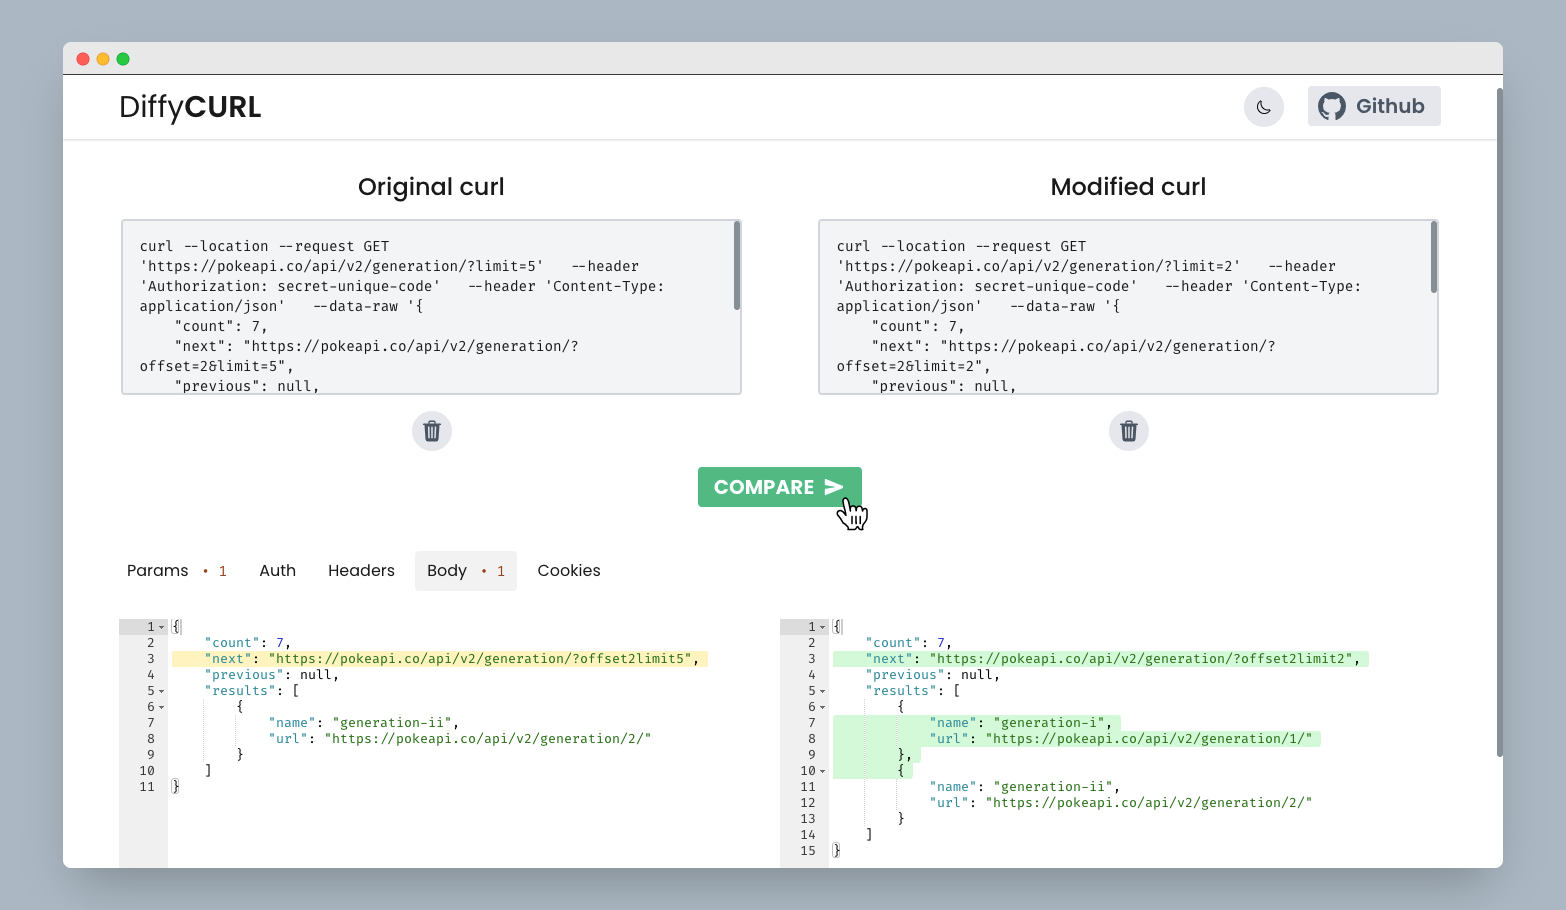 DiffyCURL
Github
Original curl
Modified curl
curl --location --request GET
'https://pokeapi.co/api/v2/generation/?limit=5'   --header
'Authorization: secret-unique-code'   --header 'Content-Type:
application/json'   --data-raw '{
    "count": 7,
    "next": "https://pokeapi.co/api/v2/generation/?
offset=2&limit=5",
    "previous": null,
curl --location --request GET
'https://pokeapi.co/api/v2/generation/?limit=2'   --header
'Authorization: secret-unique-code'   --header 'Content-Type:
application/json'   --data-raw '{
    "count": 7,
    "next": "https://pokeapi.co/api/v2/generation/?
offset=2&limit=2",
    "previous": null,
COMPARE
Params • 1 Auth Headers Body • 1 Cookies
1 {
2     "count": 7,
3     "next": "https://pokeapi.co/api/v2/generation/?offset2limit5",
4     "previous": null,
5     "results": [
6         {
7             "name": "generation-ii",
8             "url": "https://pokeapi.co/api/v2/generation/2/"
9         }
10     ]
11 }
1 {
2     "count": 7,
3     "next": "https://pokeapi.co/api/v2/generation/?offset2limit2",
4     "previous": null,
5     "results": [
6         {
7             "name": "generation-i",
8             "url": "https://pokeapi.co/api/v2/generation/1/"
9         },
10         {
11             "name": "generation-ii",
12             "url": "https://pokeapi.co/api/v2/generation/2/"
13         }
14     ]
15 }